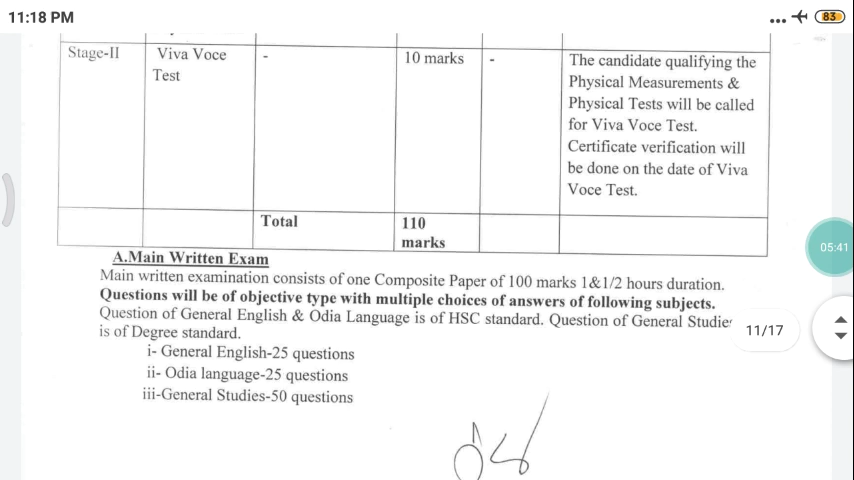 11:18 PM
83
Stage-II
Viva Voce
Test
-
10 marks
-
The candidate qualifying the
Physical Measurements &
Physical Tests will be called
for Viva Voce Test.
Certificate verification will
be done on the date of Viva
Voce Test.
Total
110
marks
05:41
A.Main Written Exam
Main written examination consists of one Composite Paper of 100 marks 1&1/2 hours duration.
Questions will be of objective type with multiple choices of answers of following subjects.
Question of General English & Odia Language is of HSC standard. Question of General Studies
is of Degree standard.
11/17
i- General English-25 questions
ii- Odia language-25 questions
iii-General Studies-50 questions